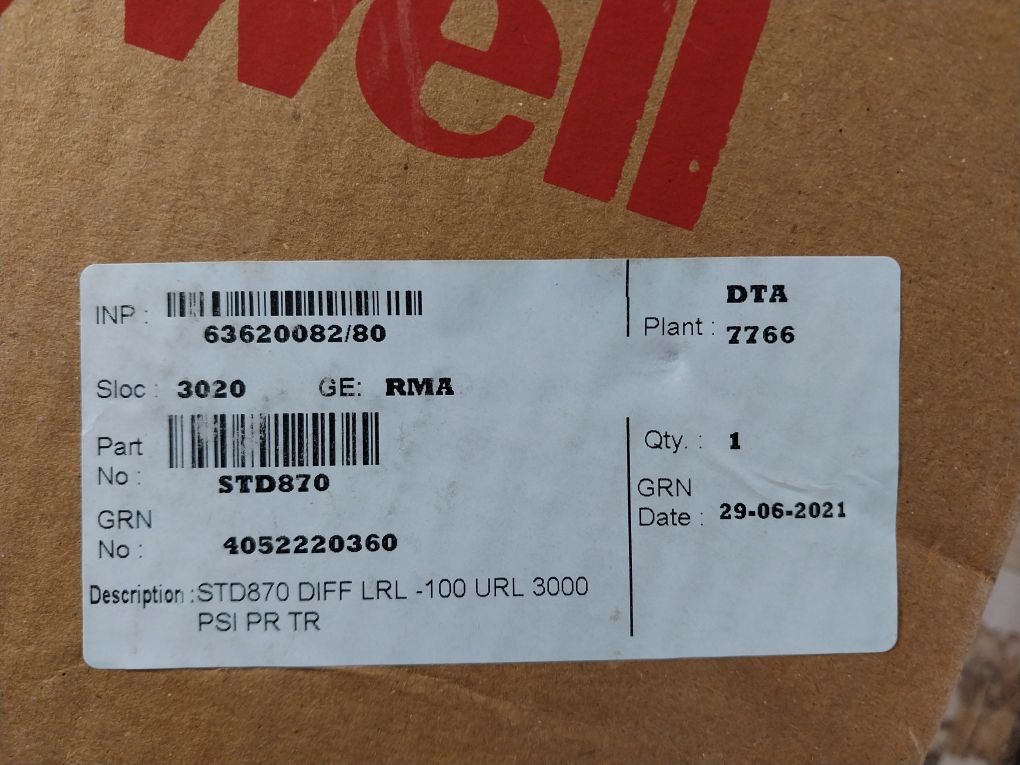 well
INP : 63620082/80
DTA
Plant : 7766
Sloc : 3020 GE: RMA
Part No : STD870
Qty. : 1
GRN No : 4052220360
GRN Date : 29-06-2021
Description :STD870 DIFF LRL -100 URL 3000
PSI PR TR